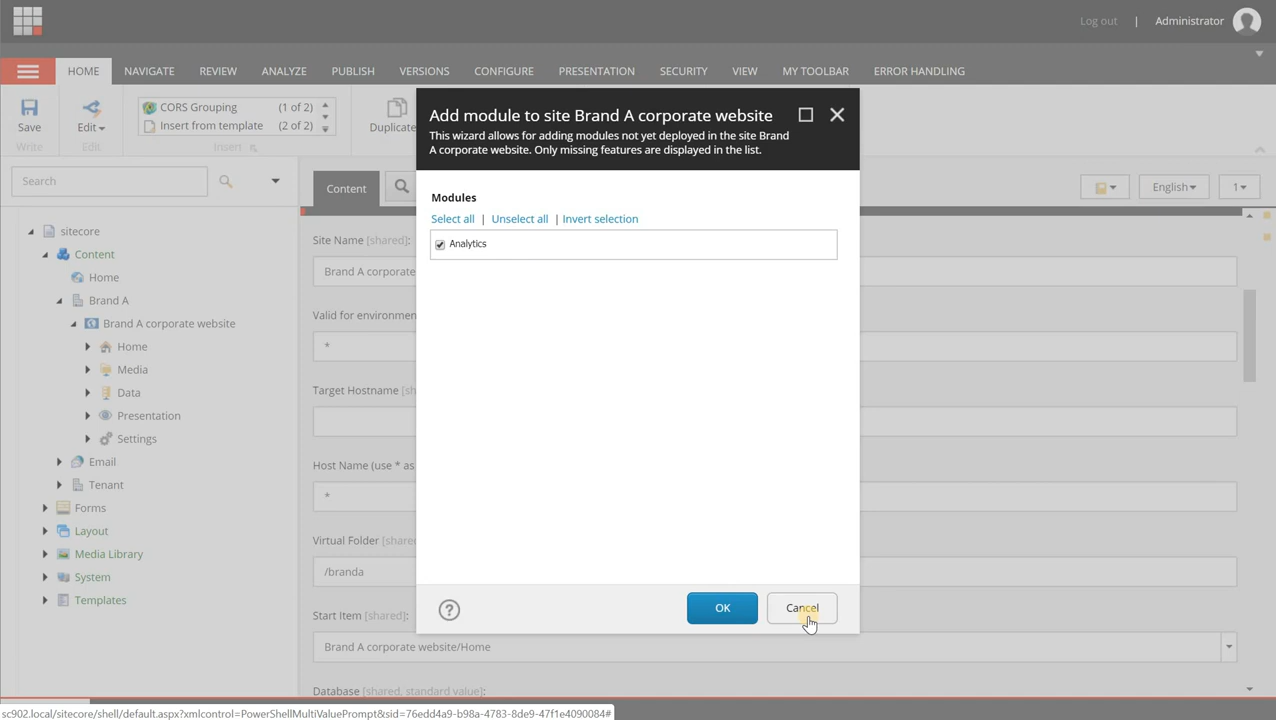 Log out | Administrator
HOME NAVIGATE REVIEW ANALYZE PUBLISH VERSIONS CONFIGURE PRESENTATION SECURITY VIEW MY TOOLBAR ERROR HANDLING
Save
Write
Edit
Edit
CORS Grouping (1 of 2)
Insert from template (2 of 2)
Insert
Duplicate
Search
Content
English
1
sitecore
Content
Home
Brand A
Brand A corporate website
Home
Media
Data
Presentation
Settings
Email
Tenant
Forms
Layout
Media Library
System
Templates
Site Name [shared]:
Brand A corporate
Valid for environmen
*
Target Hostname [sh
Host Name (use * as
*
Virtual Folder [share
/branda
Start Item [shared]:
Brand A corporate website/Home
Database [shared, standard value]:
Add module to site Brand A corporate website
This wizard allows for adding modules not yet deployed in the site Brand
A corporate website. Only missing features are displayed in the list.
Modules
Select all | Unselect all | Invert selection
Analytics
?
OK
Cancel
sc902.local/sitecore/shell/default.aspx?xmlcontrol=PowerShellMultiValuePrompt&sid=76edd4a9-b98a-4783-8de9-47f1e4090084#